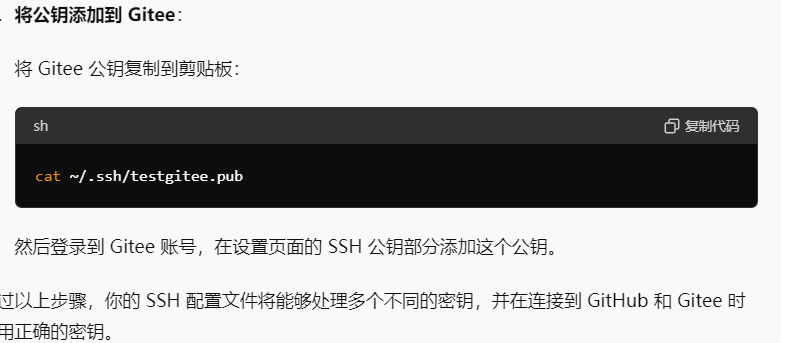 . 将公钥添加到 Gitee：
将 Gitee 公钥复制到剪贴板：
sh 复制代码
cat ~/.ssh/testgitee.pub
然后登录到 Gitee 账号，在设置页面的 SSH 公钥部分添加这个公钥。
过以上步骤，你的 SSH 配置文件将能够处理多个不同的密钥，并在连接到 GitHub 和 Gitee 时
用正确的密钥。